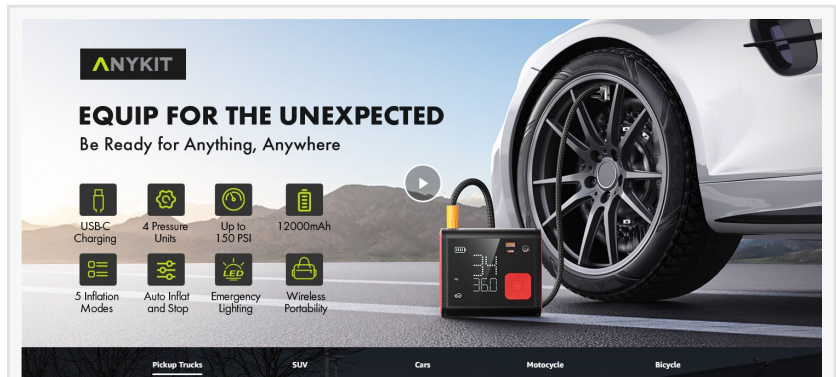 ANYKIT
EQUIP FOR THE UNEXPECTED
Be Ready for Anything, Anywhere
USB-C
Charging
4 Pressure
Units
Up to
150 PSI
12000mAh
LED
5 Inflation
Modes
Auto Inflat
and Stop
Emergency
Lighting
Wireless
Portability
34
36.0
Pickup Trucks
SUV
Cars
Motocycle
Bicycle